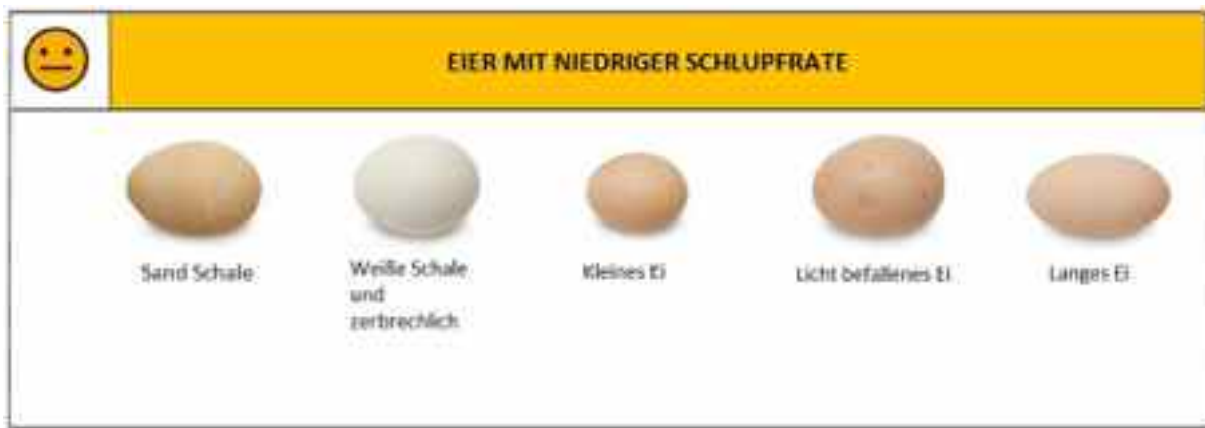 EIER MIT NIEDRIGER SCHLUPFRATE
Sand Schale
Weiße Schale
und
zerbrechlich
Kleines Ei
Licht befallenes Ei
Langes Ei